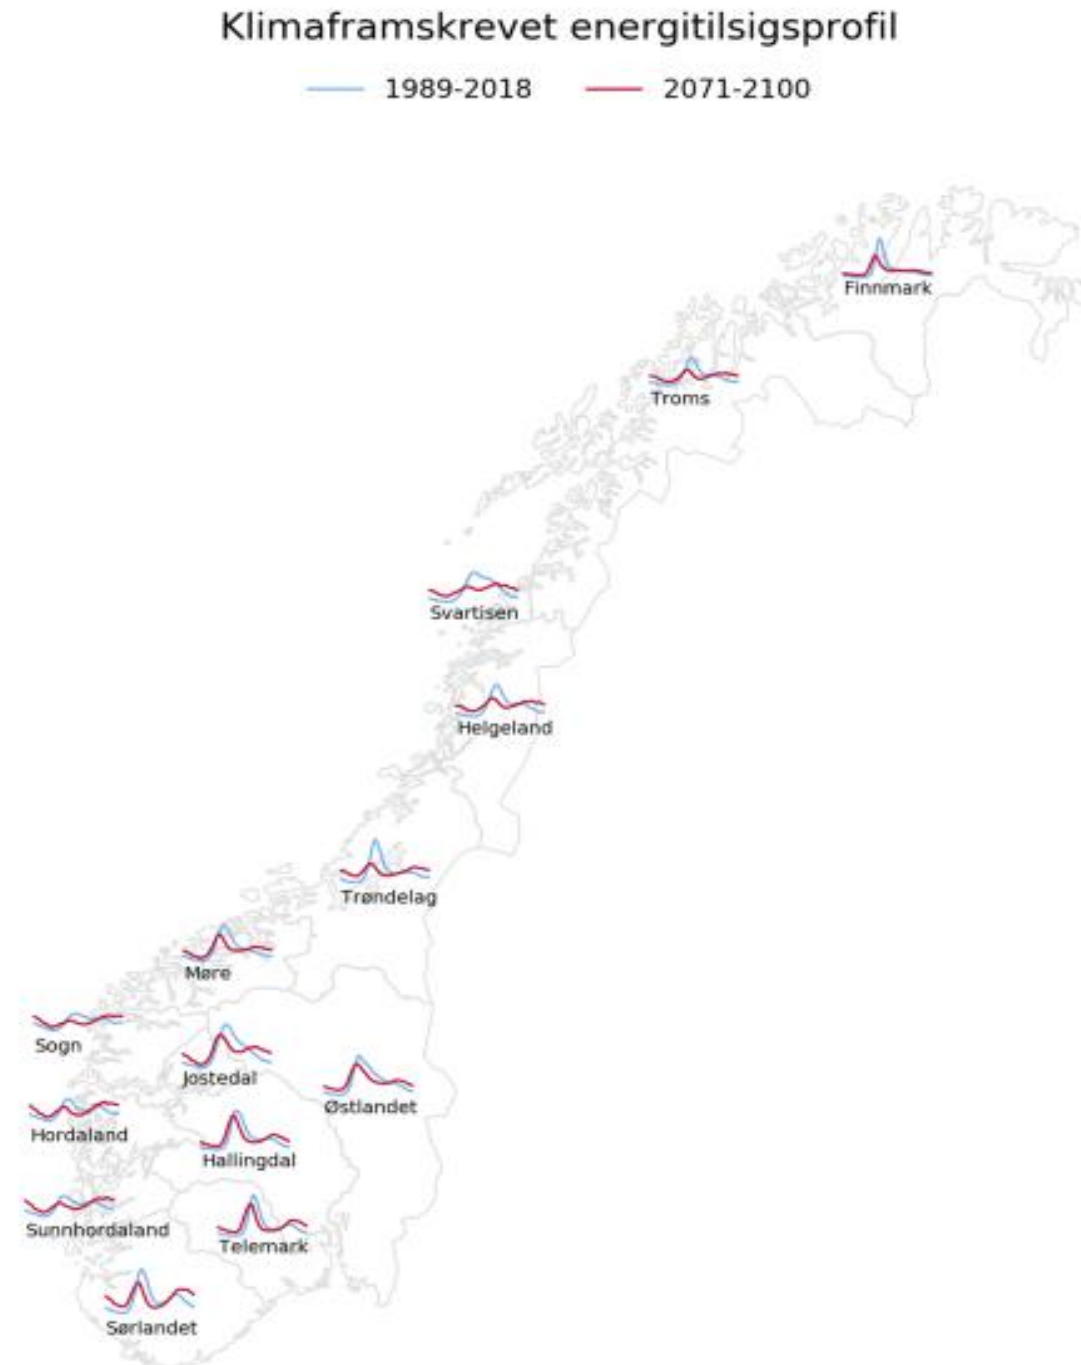 Klimaframskrevet energitilsigsprofil
1989-2018 2071-2100
Finnmark
Troms
Svartisen
Helgeland
Trøndelag
Møre
Sogn
Jostedal
Østlandet
Hordaland
Hallingdal
Sunnhordaland
Telemark
Sørlandet